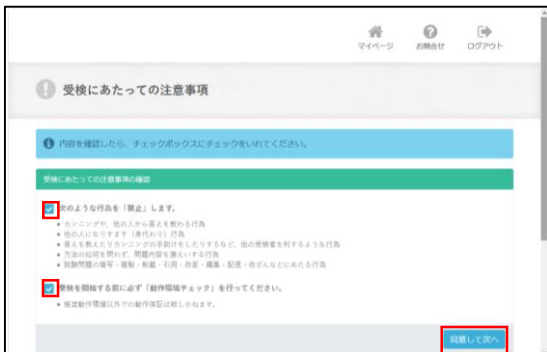 マイページ
お問合せ
ログアウト
受検にあたっての注意事項
内容を確認したら、チェックボックスにチェックをいれてください。
受検にあたっての注意事項の確認
次のような行為を「禁止」します。
カンニングや、他の人から答えを教わる行為
他の人になりすます（身代わり）行為
答えを教えたりカンニングの手助けをしたりするなど、他の受検者を利するような行為
方法の如何を問わず、問題内容を漏えいする行為
試験問題の複写・複製・転載・引用・改変・編集・配信・改ざんなどにあたる行為
受検を開始する前に必ず「動作環境チェック」を行ってください。
推奨動作環境以外での動作保証は致しかねます。
同意して次へ